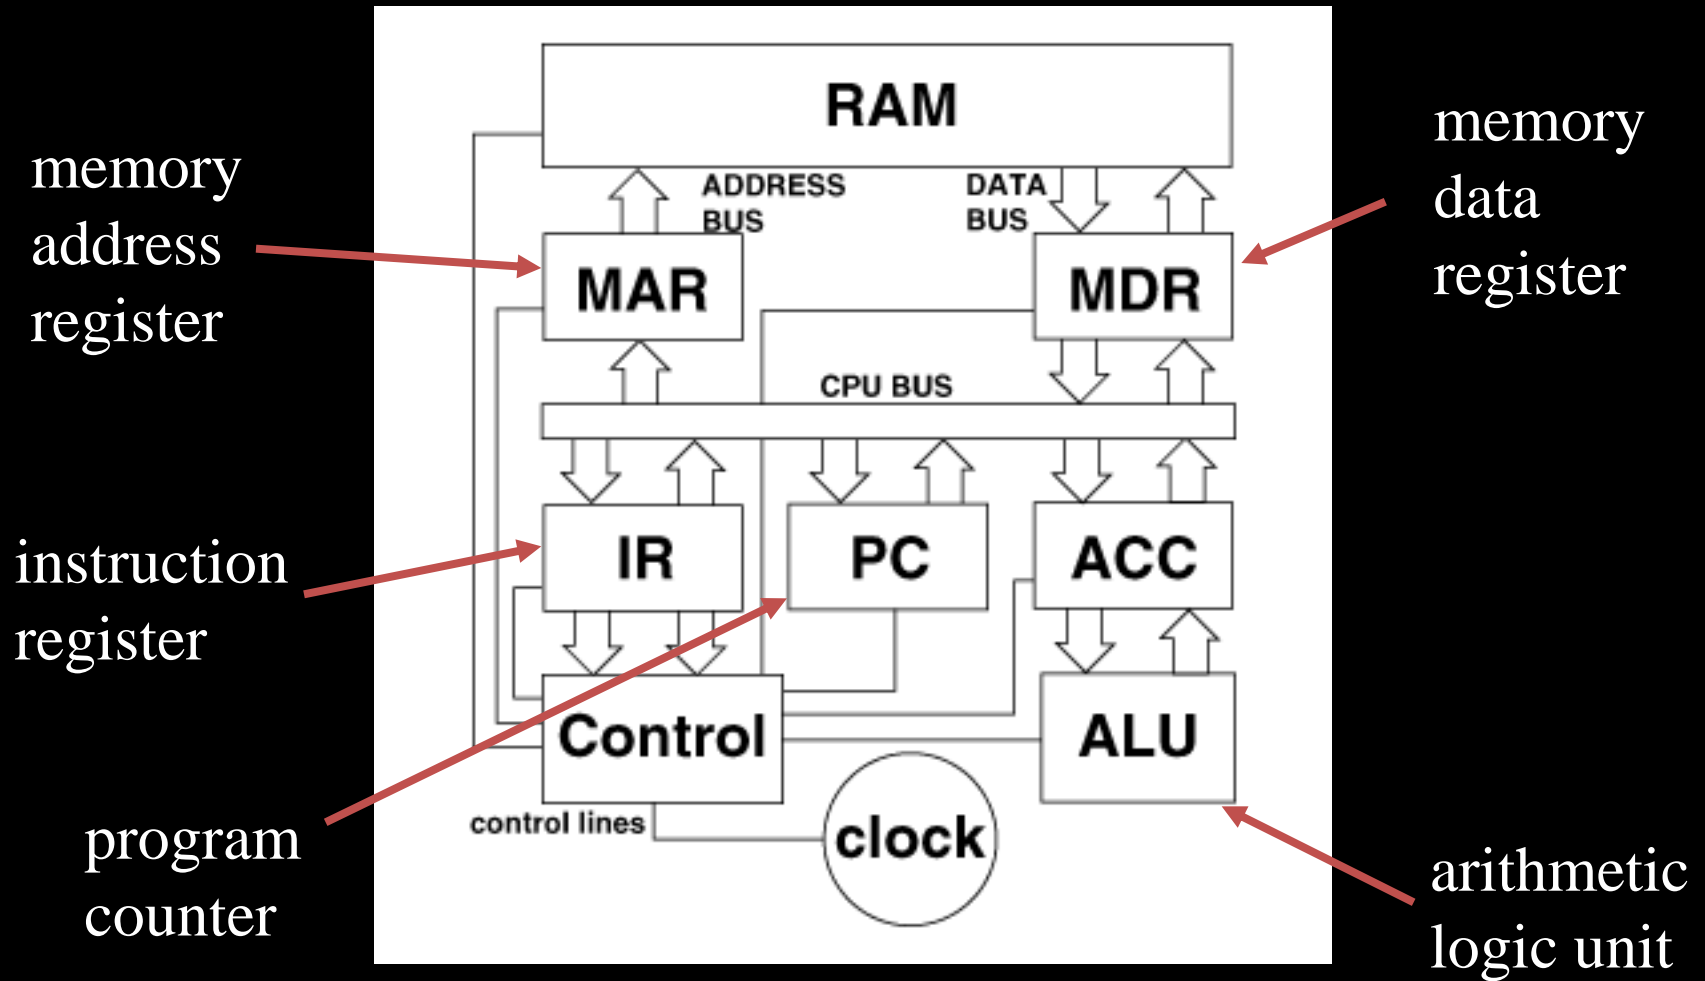 RAM
memory
address
register
ADDRESS
BUS
DATA
BUS
memory
data
register
MAR
MDR
CPU BUS
instruction
register
IR
PC
ACC
Control
ALU
control lines
clock
program
counter
arithmetic
logic unit